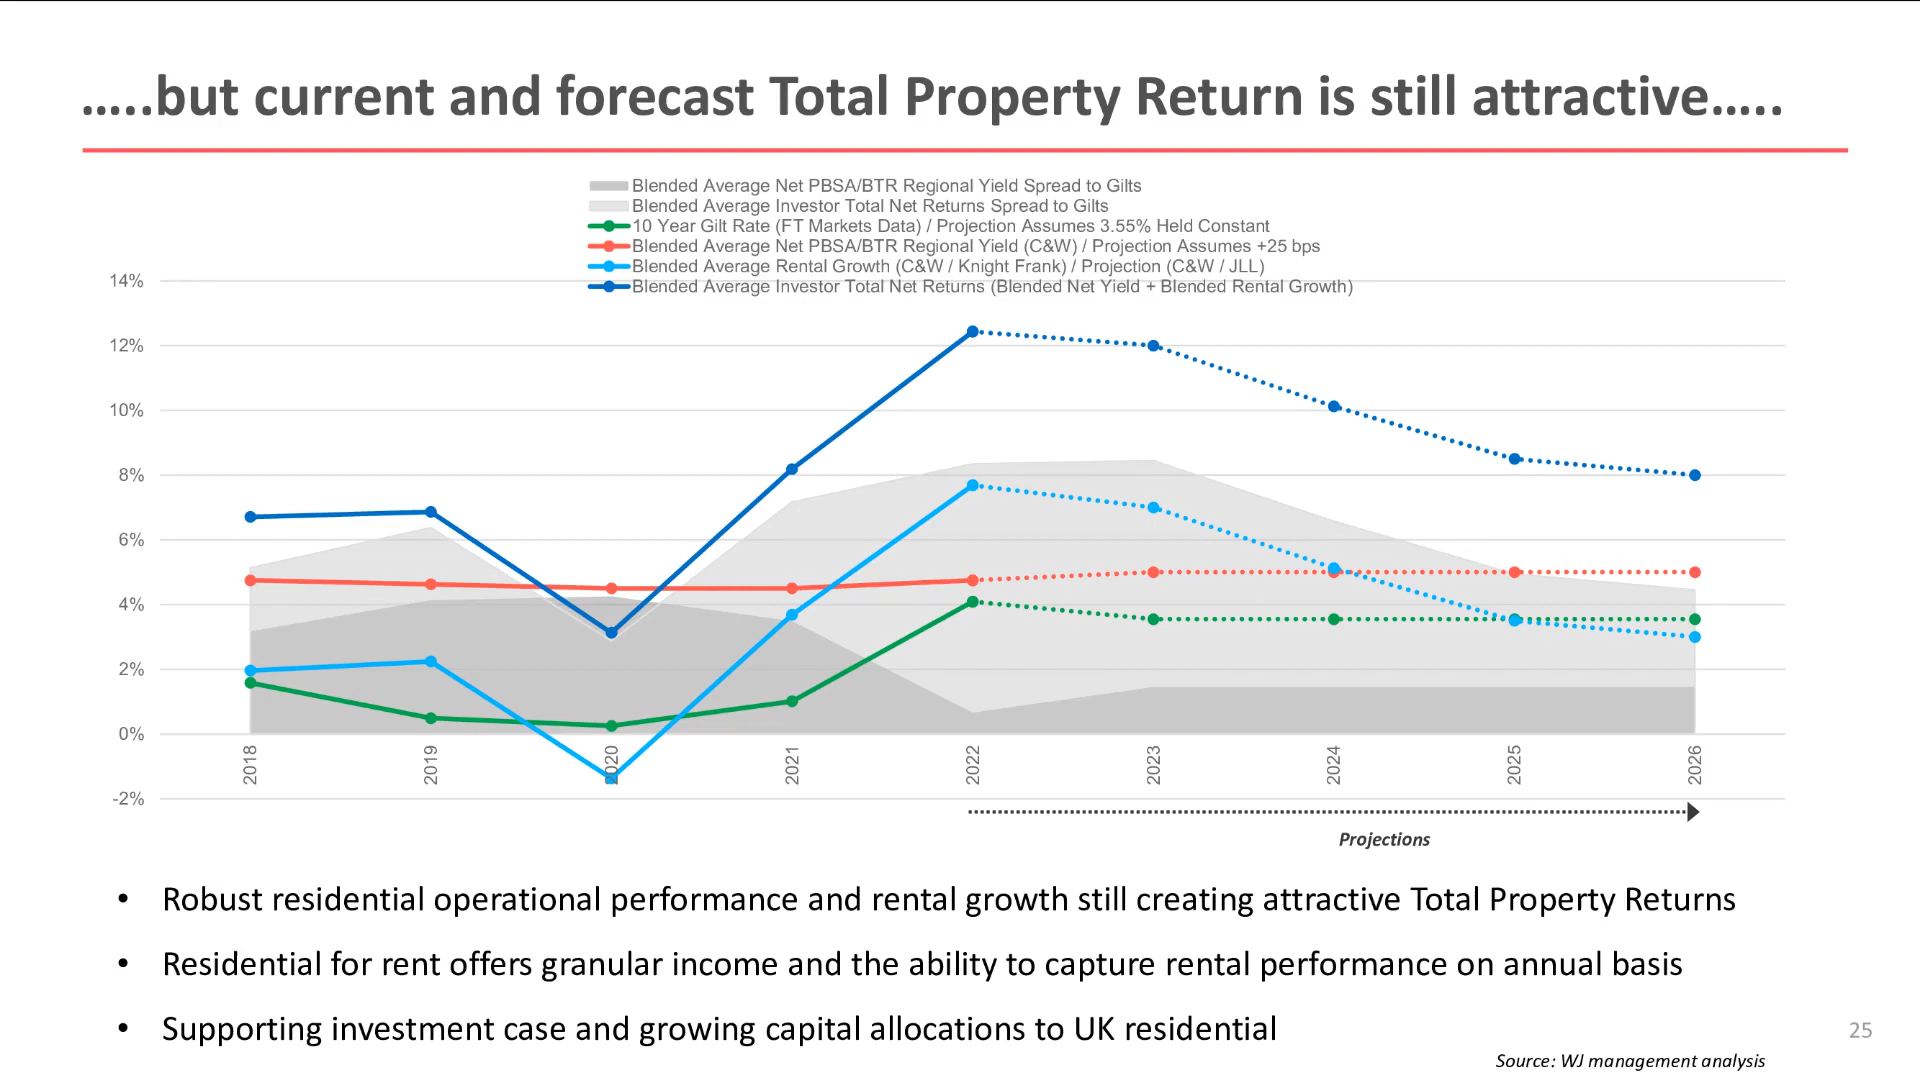 .....but current and forecast Total Property Return is still attractive.....
Blended Average Net PBSA/BTR Regional Yield Spread to Gilts
Blended Average Investor Total Net Returns Spread to Gilts
10 Year Gilt Rate (FT Markets Data) / Projection Assumes 3.55% Held Constant
Blended Average Net PBSA/BTR Regional Yield (C&W) / Projection Assumes +25 bps
Blended Average Rental Growth (C&W / Knight Frank) / Projection (C&W / JLL)
Blended Average Investor Total Net Returns (Blended Net Yield + Blended Rental Growth)
14%
12%
10%
8%
6%
4%
2%
0%
-2%
2018
2019
2020
2021
2022
2023
2024
2025
2026
Projections
• Robust residential operational performance and rental growth still creating attractive Total Property Returns
• Residential for rent offers granular income and the ability to capture rental performance on annual basis
• Supporting investment case and growing capital allocations to UK residential
25
Source: WJ management analysis